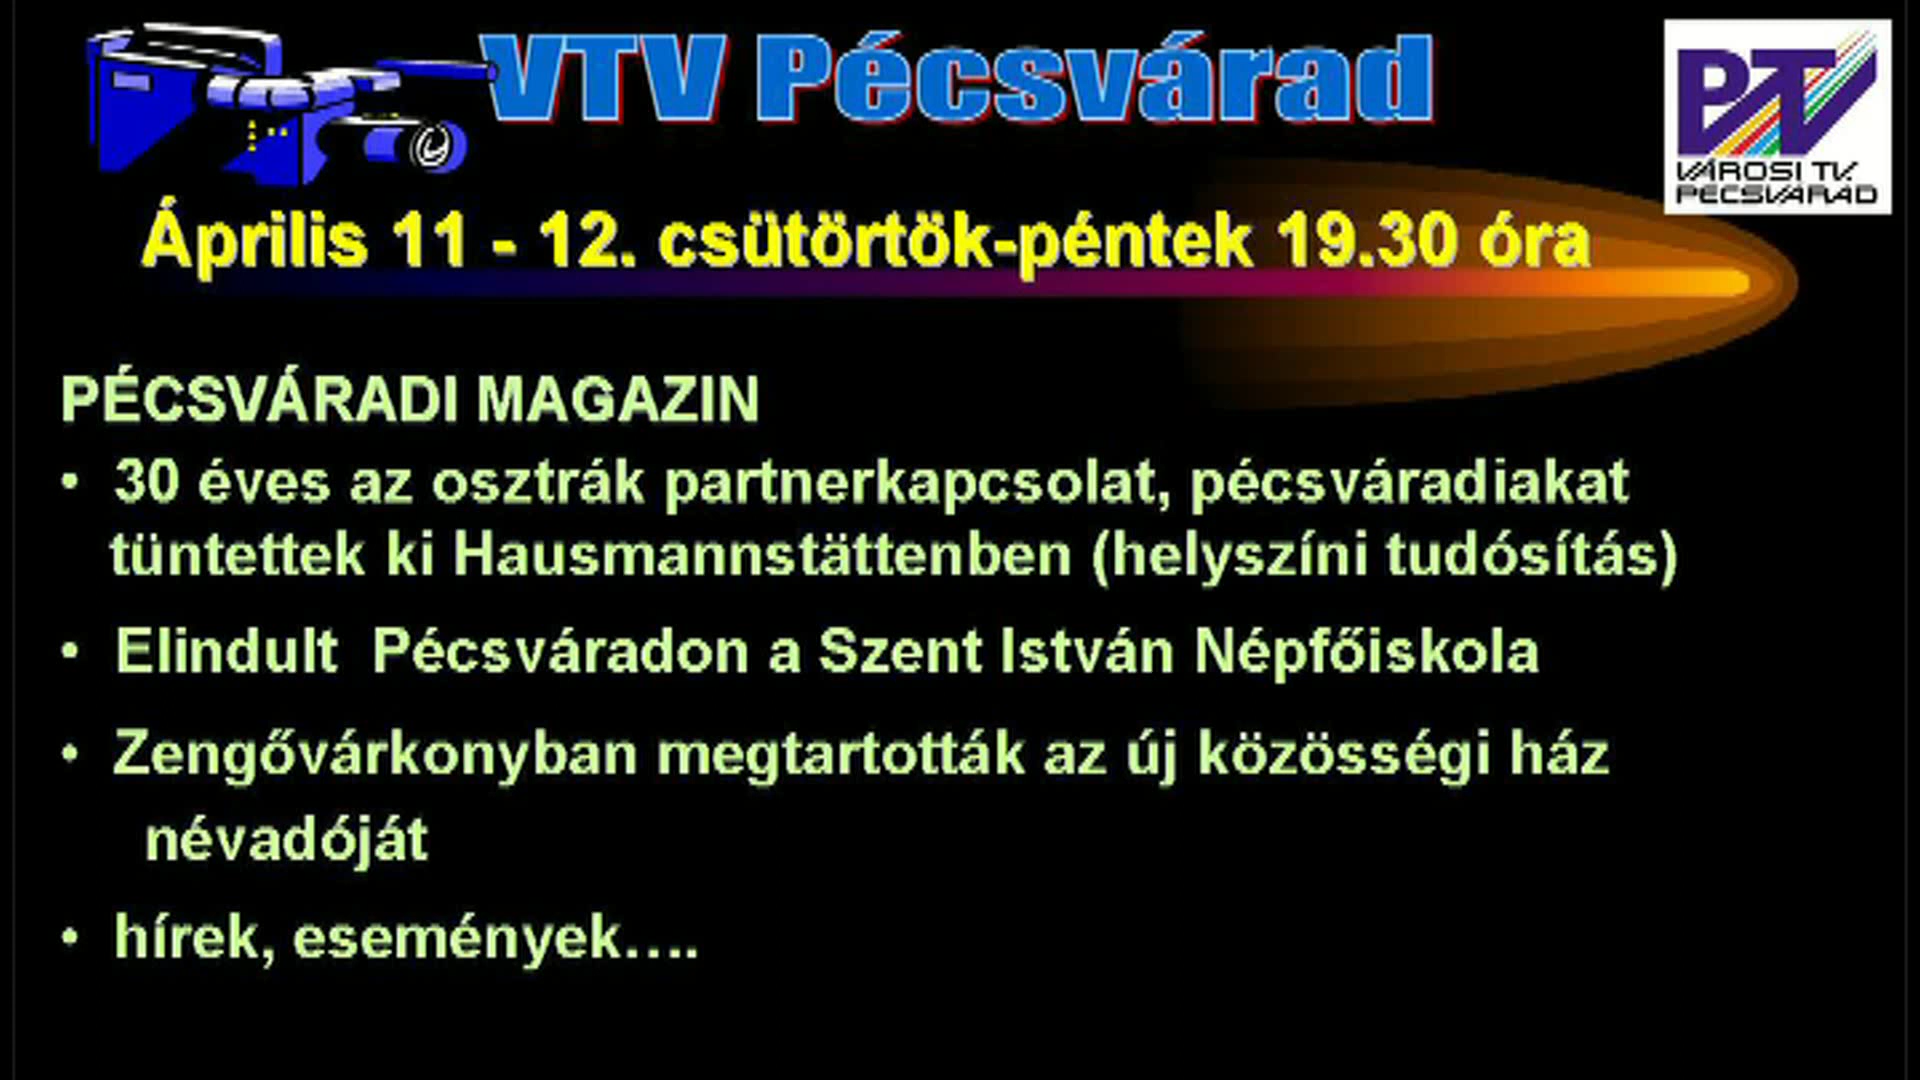 VTV Pécsvárad
PTV
VÁROSI TV.
PÉCSVÁRAD
Április 11 - 12. csütörtök-péntek 19.30 óra
PÉCSVÁRADI MAGAZIN
• 30 éves az osztrák partnerkapcsolat, pécsváradiakat
tüntettek ki Hausmannstättenben (helyszíni tudósítás)
• Elindult Pécsváradon a Szent István Népfőiskola
• Zengővárkonyban megtartották az új közösségi ház
névadóját
• hírek, események….